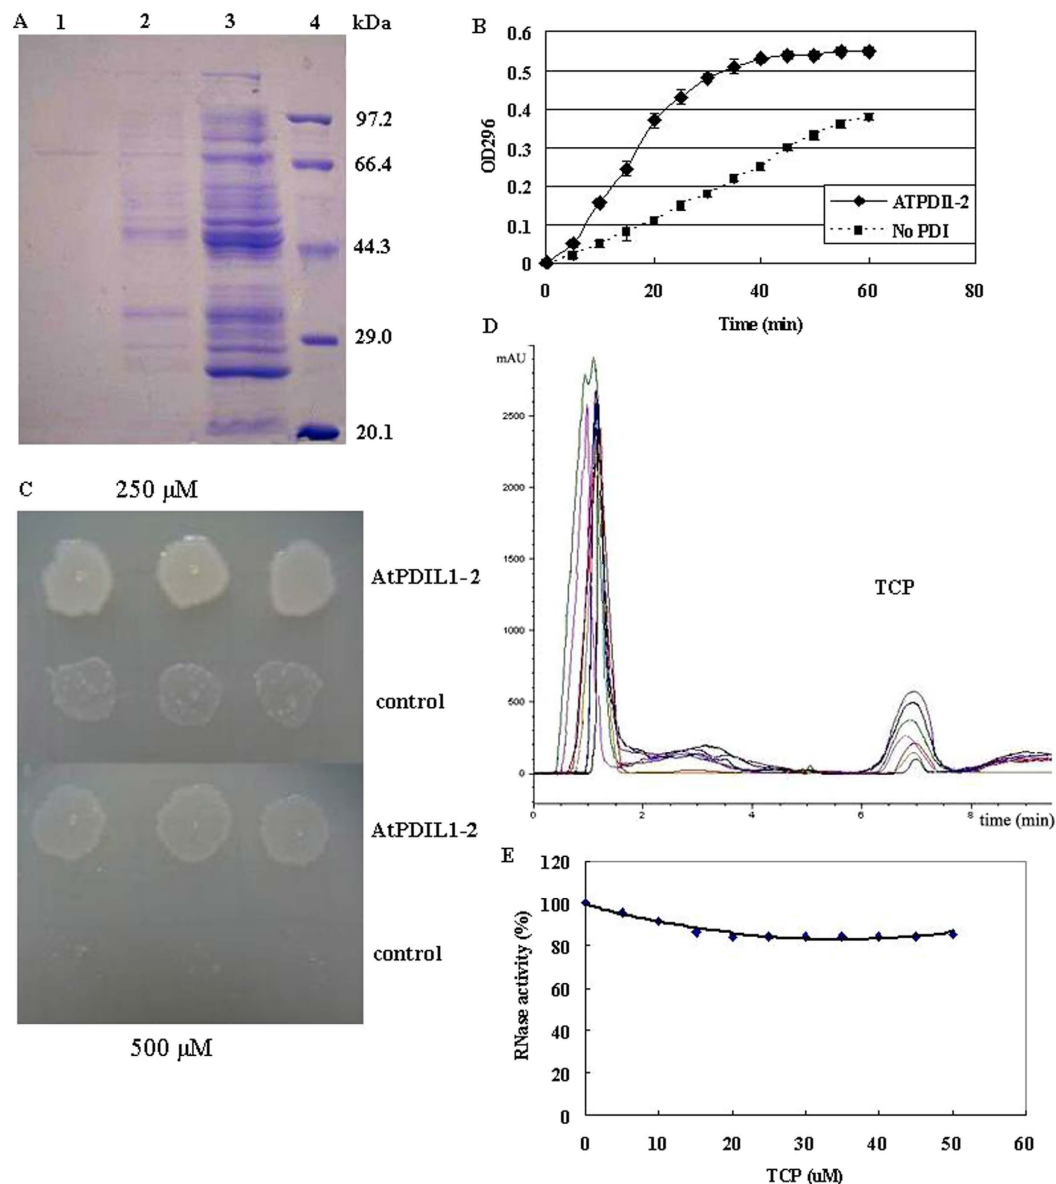 A 1 2 3 4 kDa
97.2
66.4
44.3
29.0
20.1
B
0.6
0.5
0.4
0.3
0.2
0.1
0
OD296
ATPDI1-2
No PDI
0 20 40 60 80
Time (min)
C 250 µM
AtPDIL1-2
control
AtPDIL1-2
control
500 µM
D
mAU
2500
2000
1500
1000
500
0
TCP
0 2 4 6 8
time (min)
E
120
100
80
60
40
20
0
RNase activity (%)
0 10 20 30 40 50 60
TCP (uM)